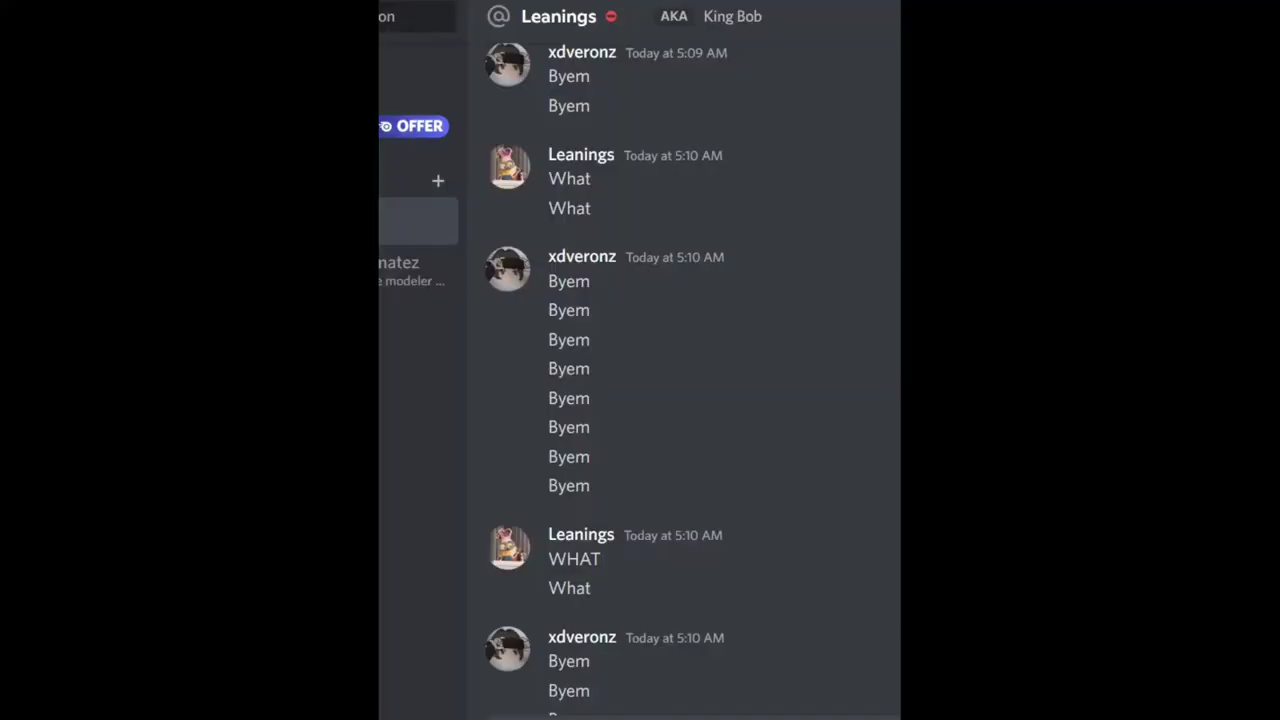 on
@ Leanings AKA King Bob
xdveronz Today at 5:09 AM
Byem
Byem
OFFER
Leanings Today at 5:10 AM
What
+
What
xdveronz Today at 5:10 AM
natez
e modeler ...
Byem
Byem
Byem
Byem
Byem
Byem
Byem
Byem
Leanings Today at 5:10 AM
WHAT
What
xdveronz Today at 5:10 AM
Byem
Byem